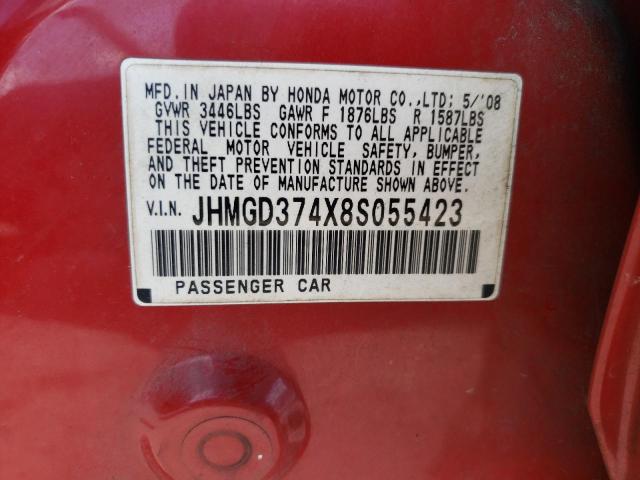 MFD. IN JAPAN BY HONDA MOTOR CO., LTD; 5/'08
GVWR 3446LBS GAWR F 1876LBS R 1587LBS
THIS VEHICLE CONFORMS TO ALL APPLICABLE
FEDERAL MOTOR VEHICLE SAFETY, BUMPER,
AND THEFT PREVENTION STANDARDS IN EFFECT
ON THE DATE OF MANUFACTURE SHOWN ABOVE.
V.I.N. JHMGD374X8S055423
PASSENGER CAR